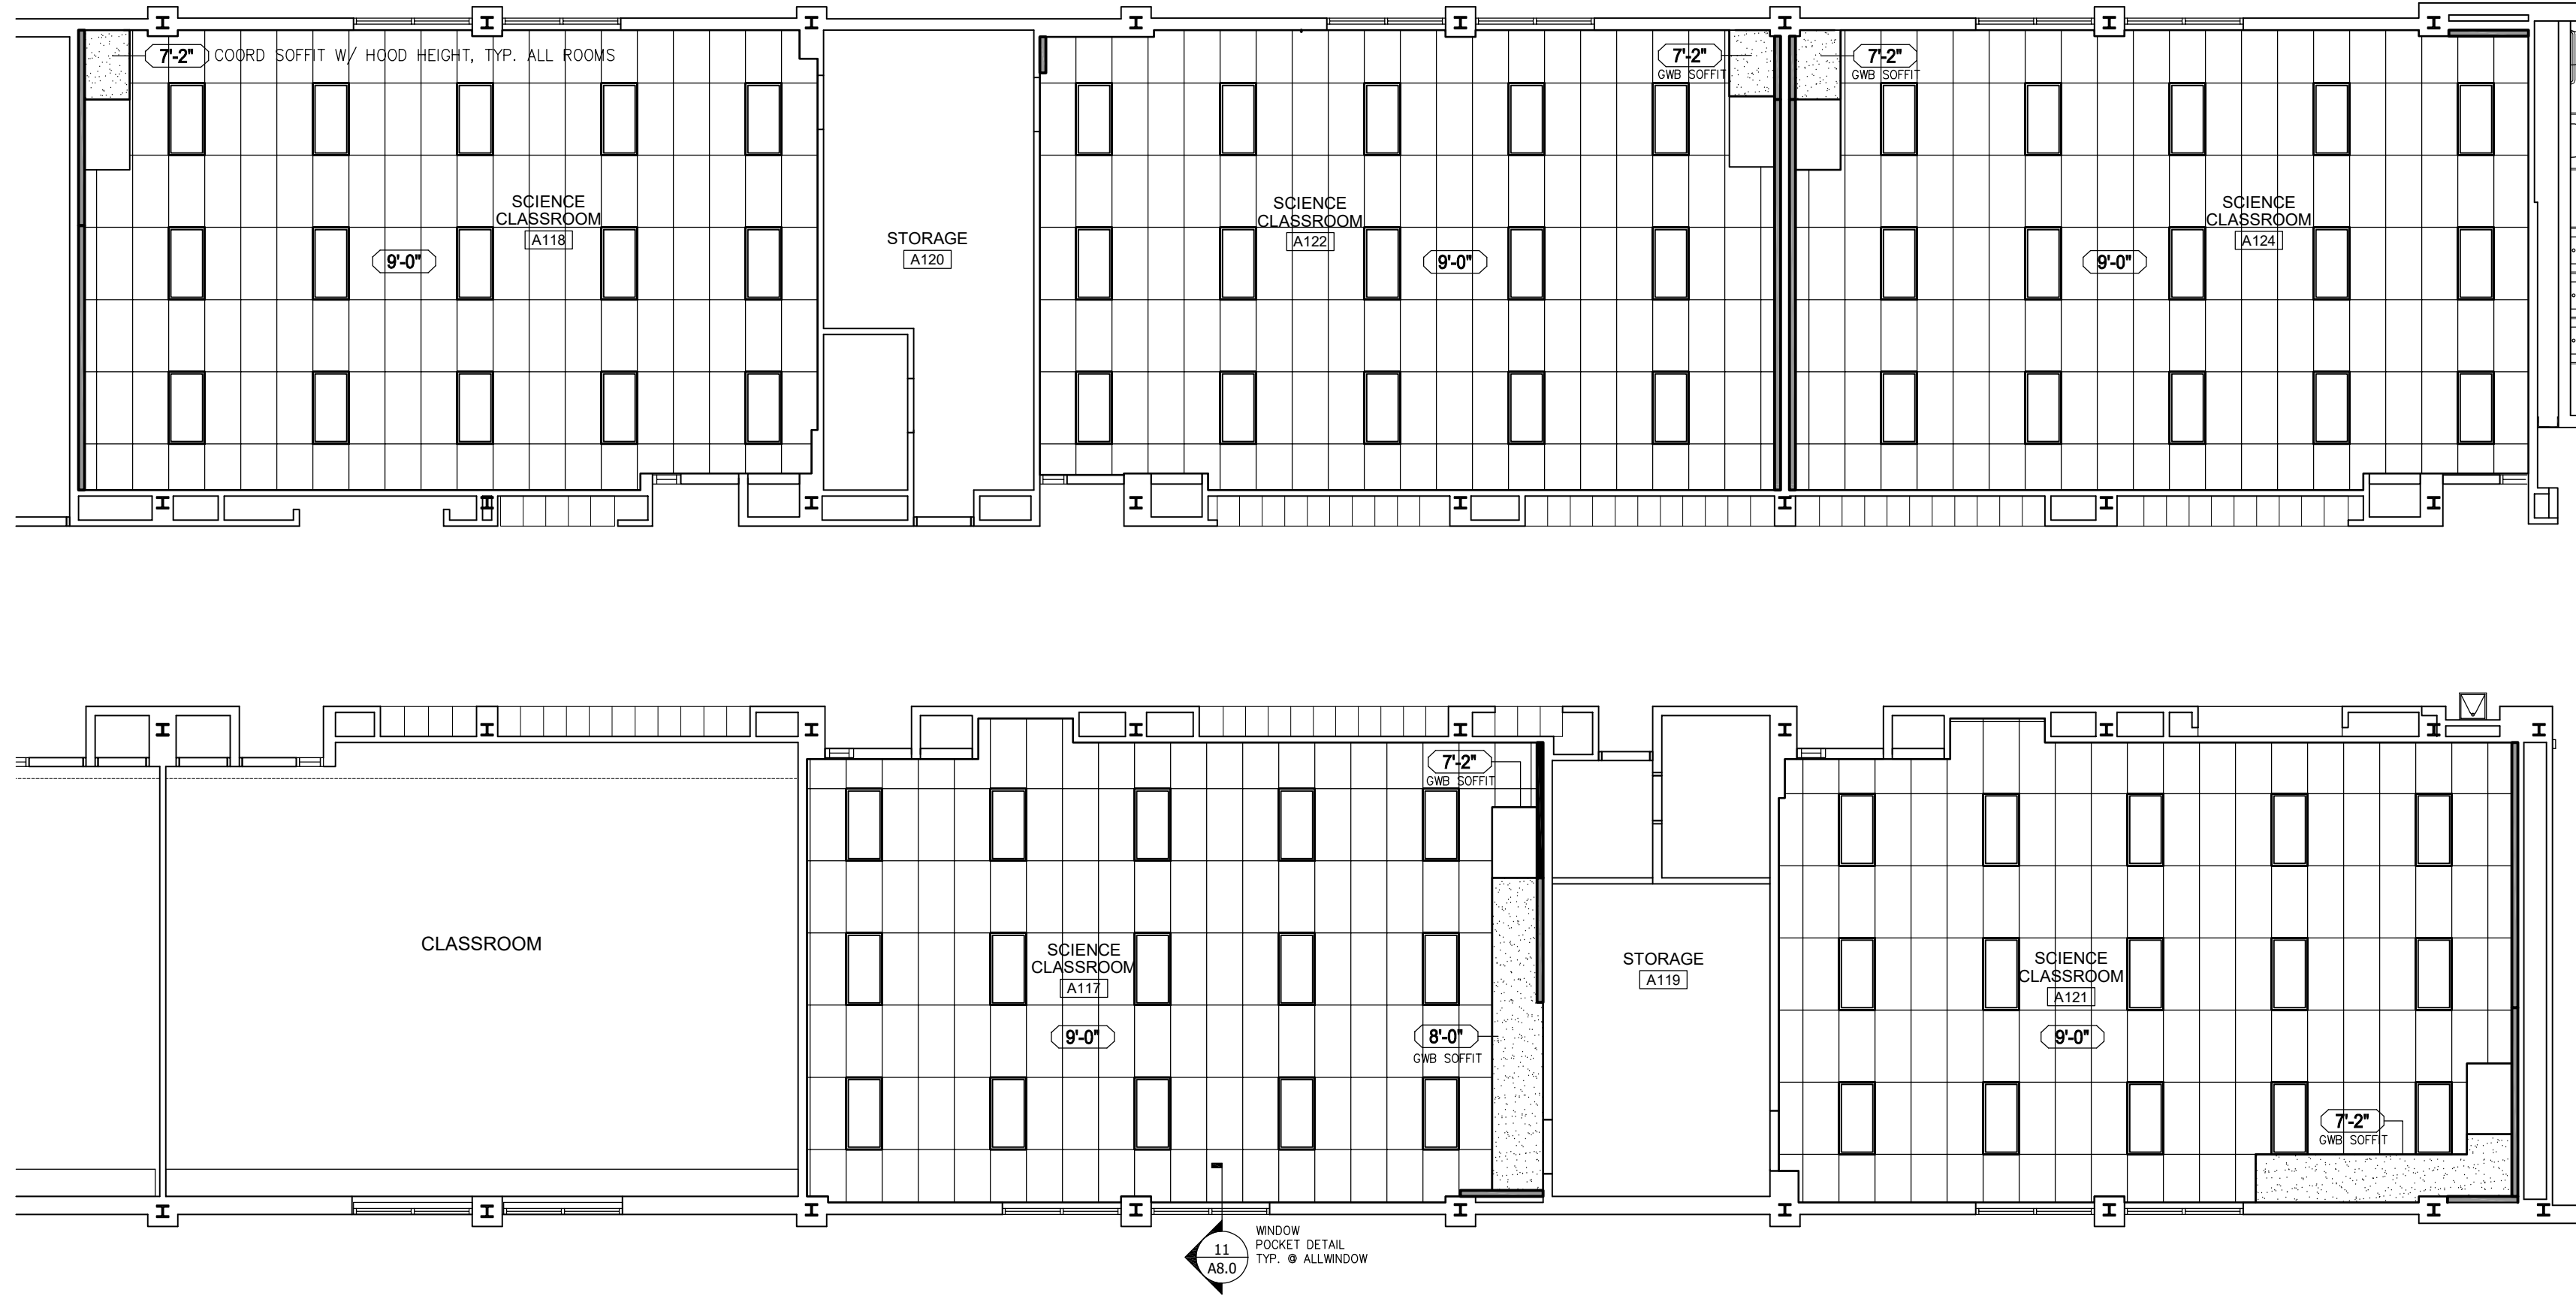 7'-2" COORD SOFFIT W/ HOOD HEIGHT, TYP. ALL ROOMS
SCIENCE
CLASSROOM
A118
9'-0"
STORAGE
A120
SCIENCE
CLASSROOM
A122
9'-0"
7'-2"
GWB SOFFIT
7'-2"
GWB SOFFIT
SCIENCE
CLASSROOM
A124
9'-0"
CLASSROOM
SCIENCE
CLASSROOM
A117
9'-0"
7'-2"
GWB SOFFIT
8'-0"
GWB SOFFIT
STORAGE
A119
SCIENCE
CLASSROOM
A121
9'-0"
7'-2"
GWB SOFFIT
11
A8.0
WINDOW
POCKET DETAIL
TYP. @ ALLWINDOW